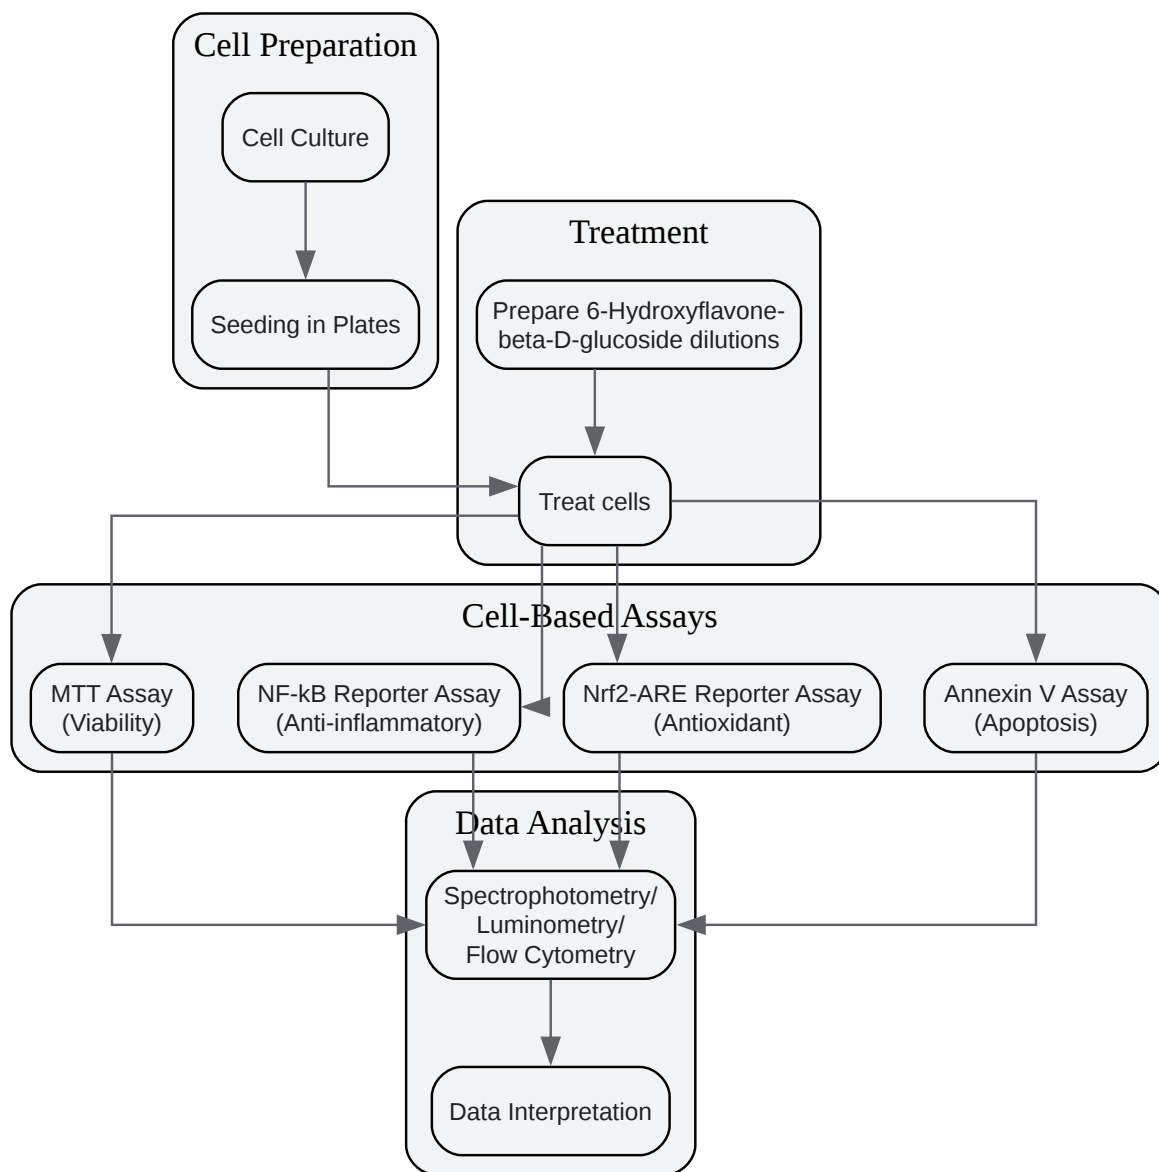 Cell Preparation
Cell Culture
Seeding in Plates
Treatment
Prepare 6-Hydroxyflavone-
beta-D-glucoside dilutions
Treat cells
Cell-Based Assays
MTT Assay
(Viability)
NF-kB Reporter Assay
(Anti-inflammatory)
Nrf2-ARE Reporter Assay
(Antioxidant)
Annexin V Assay
(Apoptosis)
Data Analysis
Spectrophotometry/
Luminometry/
Flow Cytometry
Data Interpretation